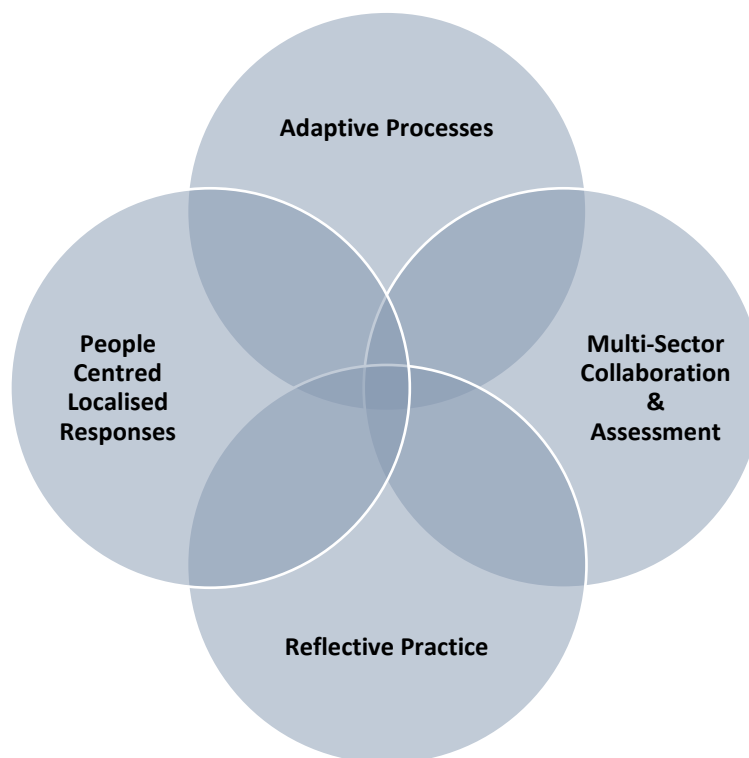 Adaptive Processes
People
Centred
Localised
Responses
Multi-Sector
Collaboration
&
Assessment
Reflective Practice